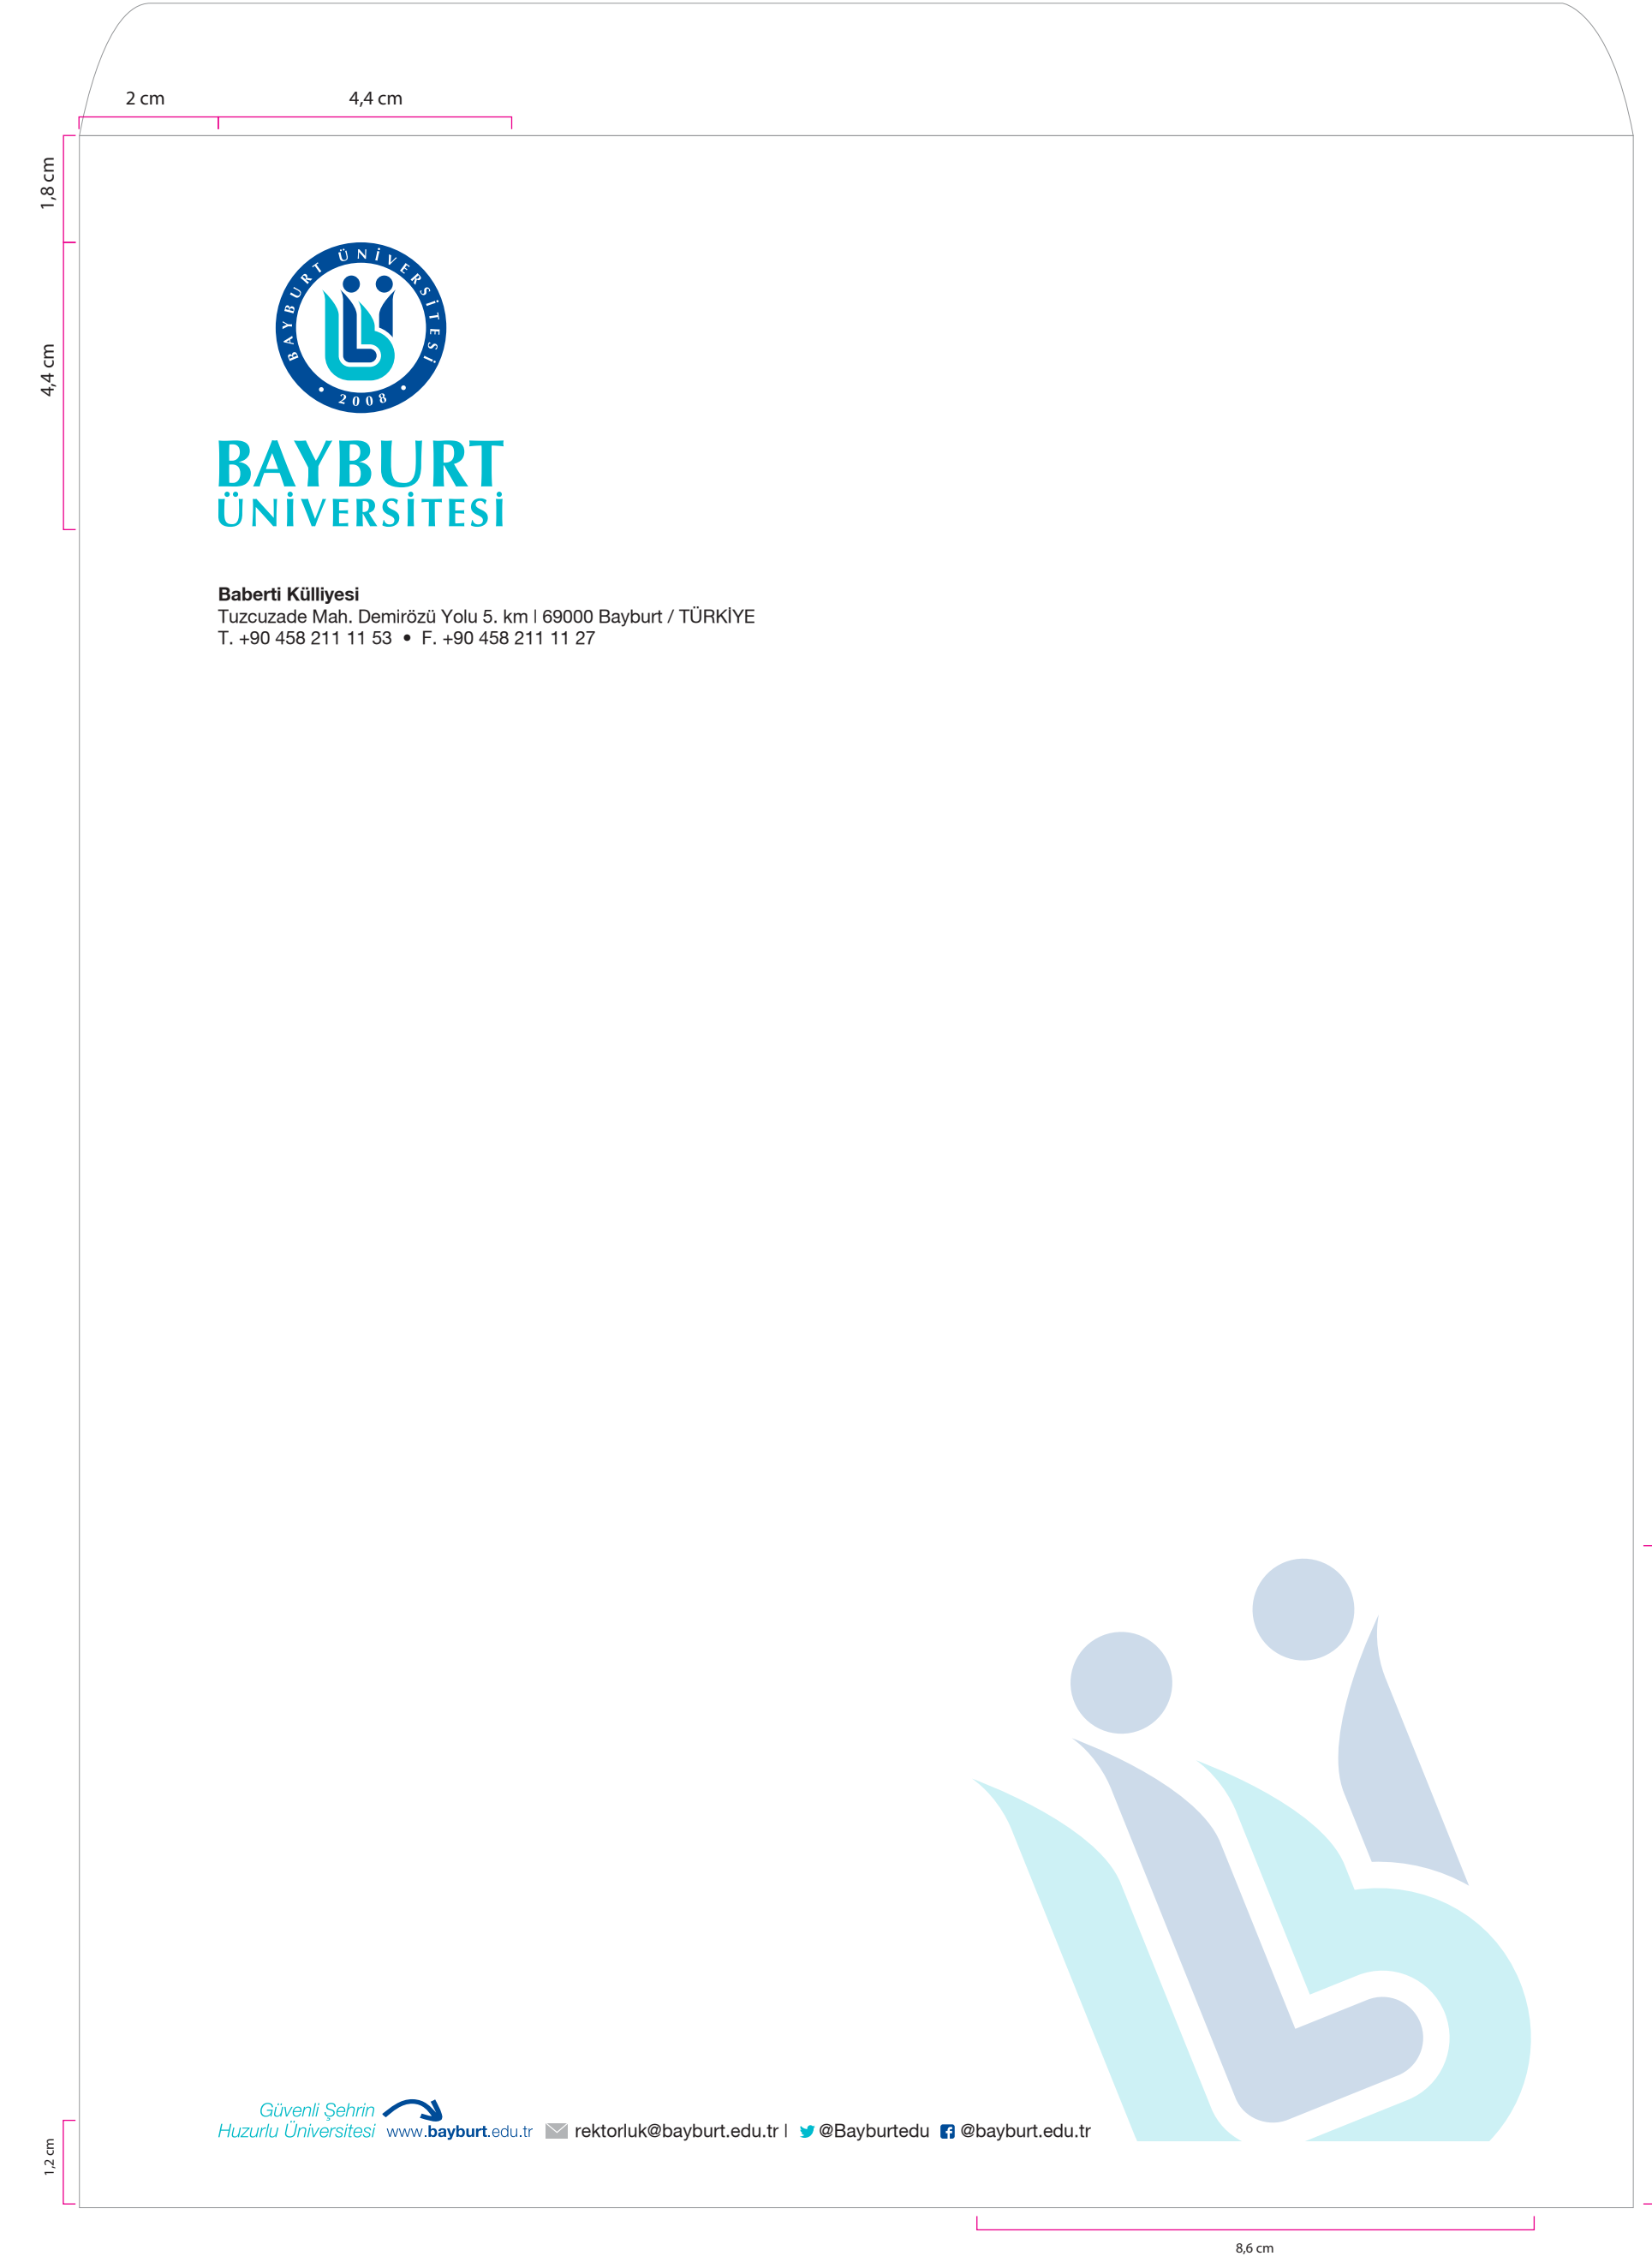 2 cm
4,4 cm
1,8 cm
4,4 cm
BAYBURT ÜNİVERSİTESİ
• 2008 •
BAYBURT
ÜNİVERSİTESİ
Baberti Külliyesi
Tuzcuzade Mah. Demirözü Yolu 5. km | 69000 Bayburt / TÜRKİYE
T. +90 458 211 11 53 • F. +90 458 211 11 27
Güvenli Şehrin
Huzurlu Üniversitesi www.bayburt.edu.tr rektorluk@bayburt.edu.tr | @Bayburtedu @bayburt.edu.tr
1,2 cm
8,6 cm